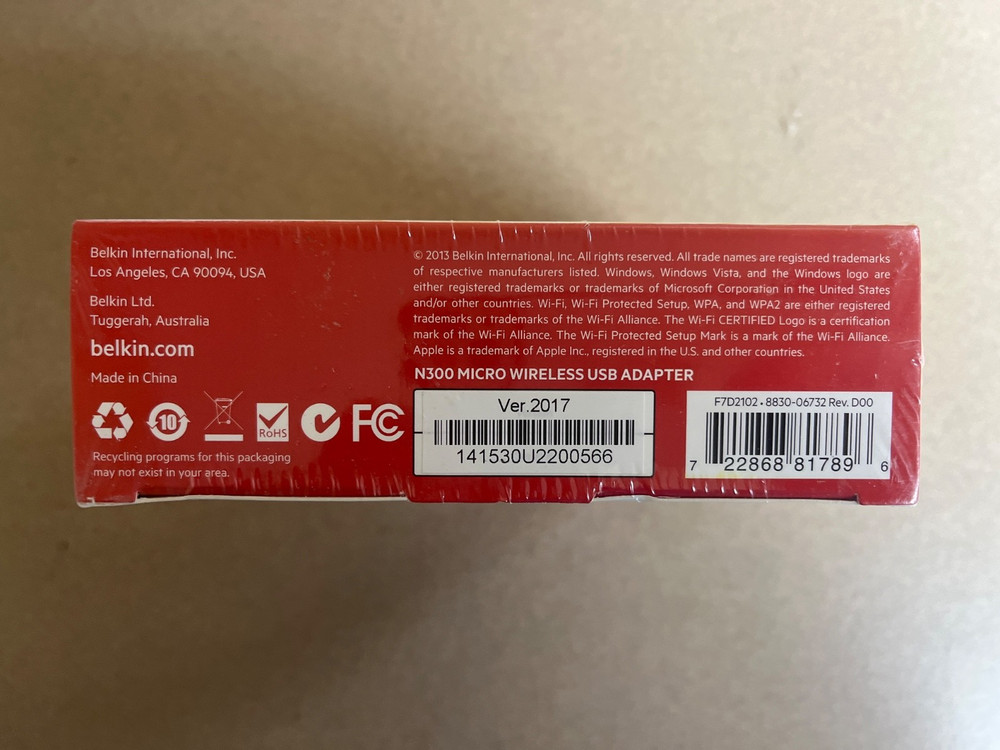 Belkin International, Inc.
Los Angeles, CA 90094, USA
Belkin Ltd.
Tuggerah, Australia
belkin.com
Made in China
10
RoHS
FC
Recycling programs for this packaging
may not exist in your area.
© 2013 Belkin International, Inc. All rights reserved. All trade names are registered trademarks
of respective manufacturers listed. Windows, Windows Vista, and the Windows logo are
either registered trademarks or trademarks of Microsoft Corporation in the United States
and/or other countries. Wi-Fi, Wi-Fi Protected Setup, WPA, and WPA2 are either registered
trademarks or trademarks of the Wi-Fi Alliance. The Wi-Fi CERTIFIED Logo is a certification
mark of the Wi-Fi Alliance. The Wi-Fi Protected Setup Mark is a mark of the Wi-Fi Alliance.
Apple is a trademark of Apple Inc., registered in the U.S. and other countries.
N300 MICRO WIRELESS USB ADAPTER
Ver.2017
141530U2200566
F7D2102 • 8830-06732 Rev. D00
7 22868 81789 6